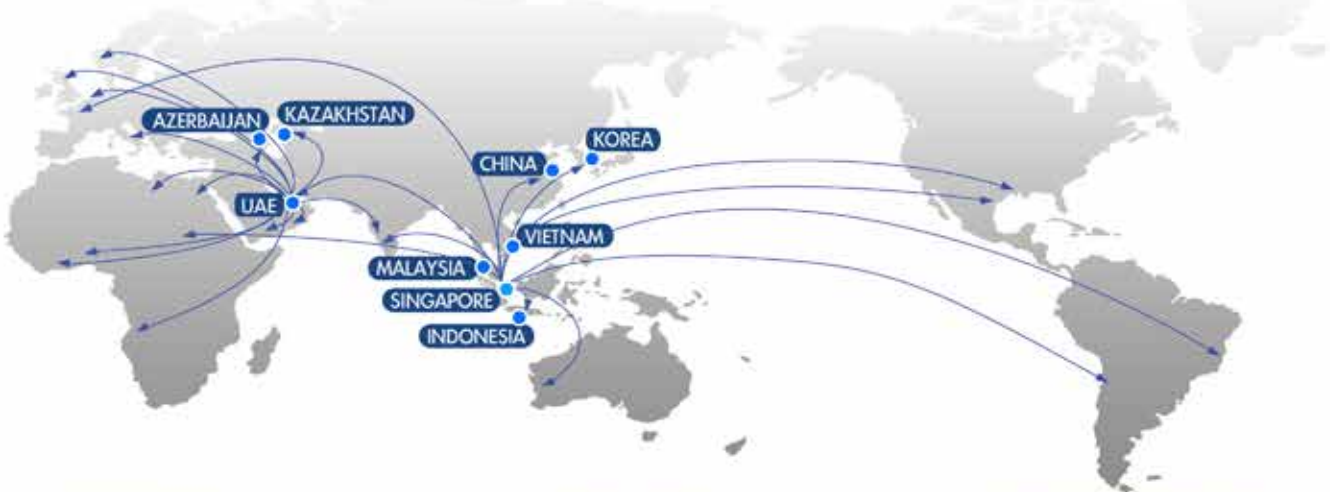 AZERBAIJAN
KAZAKHSTAN
KOREA
CHINA
UAE
VIETNAM
MALAYSIA
SINGAPORE
INDONESIA